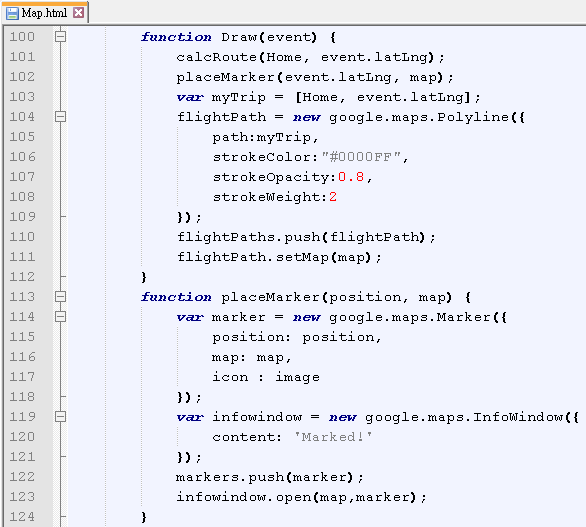 Map.html
100 function Draw(event) {
101 calcRoute(Home, event.latLng);
102 placeMarker(event.latLng, map);
103 var myTrip = [Home, event.latLng];
104 flightPath = new google.maps.Polyline({
105 path:myTrip,
106 strokeColor:"#0000FF",
107 strokeOpacity:0.8,
108 strokeWeight:2
109 });
110 flightPaths.push(flightPath);
111 flightPath.setMap(map);
112 }
113 function placeMarker(position, map) {
114 var marker = new google.maps.Marker({
115 position: position,
116 map: map,
117 icon : image
118 });
119 var infowindow = new google.maps.InfoWindow({
120 content: 'Marked!'
121 });
122 markers.push(marker);
123 infowindow.open(map,marker);
124 }